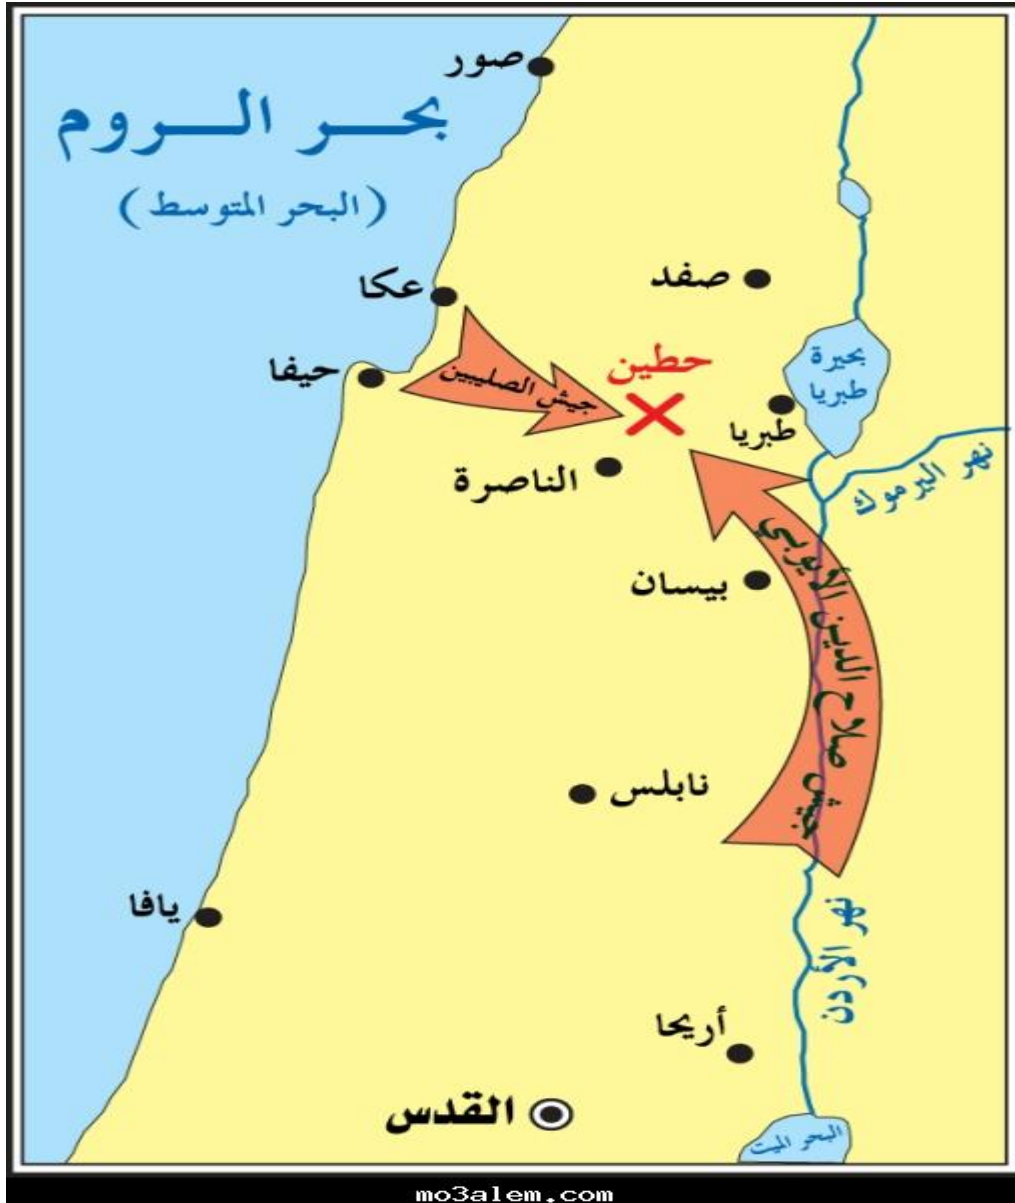 صور
بحر الــروم
(البحر المتوسط)
صفد
عكا
حطين
بحيرة
طبريا
حيفا
جيش الصليبين
طبريا
الناصرة
نهر اليرموك
بيسان
جيش صلاح الدين الأيوبي
نابلس
يافا
نهر الأردن
أريحا
القدس
البحر الميت
mo3alem.com